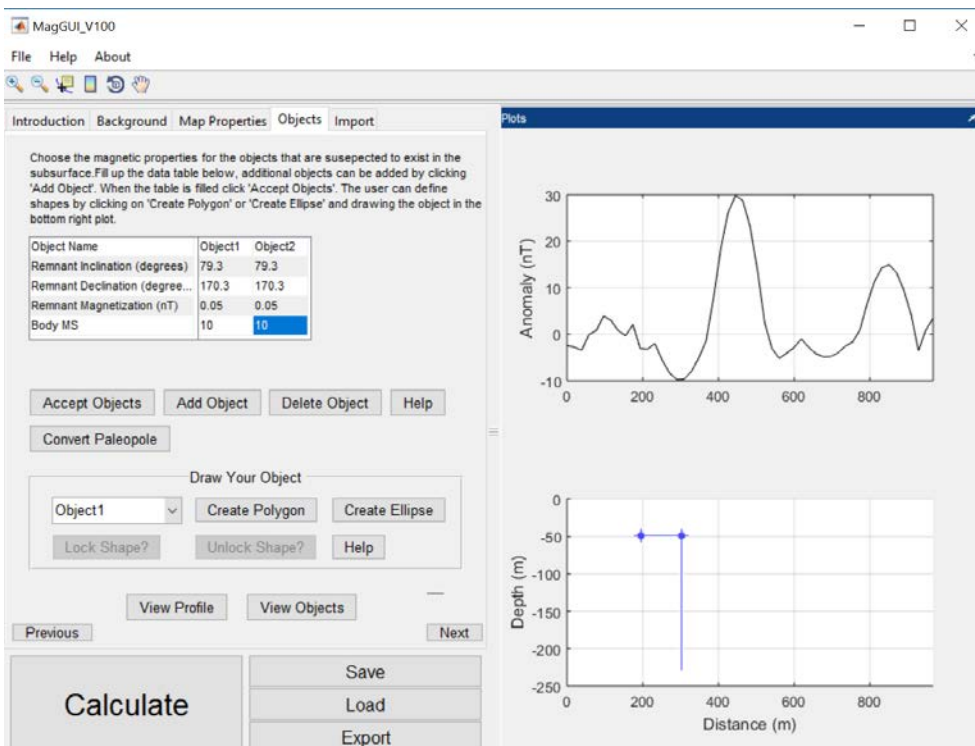 MagGUI_V100
FIle Help About
Introduction Background Map Properties Objects Import
Choose the magnetic properties for the objects that are susepected to exist in the
subsurface.Fill up the data table below, additional objects can be added by clicking
'Add Object'. When the table is filled click 'Accept Objects'. The user can define
shapes by clicking on 'Create Polygon' or 'Create Ellipse' and drawing the object in the
bottom right plot.
Object Name Object1 Object2
Remnant Inclination (degrees) 79.3 79.3
Remnant Declination (degree... 170.3 170.3
Remnant Magnetization (nT) 0.05 0.05
Body MS 10 10
Accept Objects Add Object Delete Object Help
Convert Paleopole
Draw Your Object
Object1 Create Polygon Create Ellipse
Lock Shape? Unlock Shape? Help
View Profile View Objects
Previous Next
Calculate
Save
Load
Export
Plots
Anomaly (nT)
30
20
10
0
-10
0 200 400 600 800
Depth (m)
0
-50
-100
-150
-200
-250
0 200 400 600 800
Distance (m)